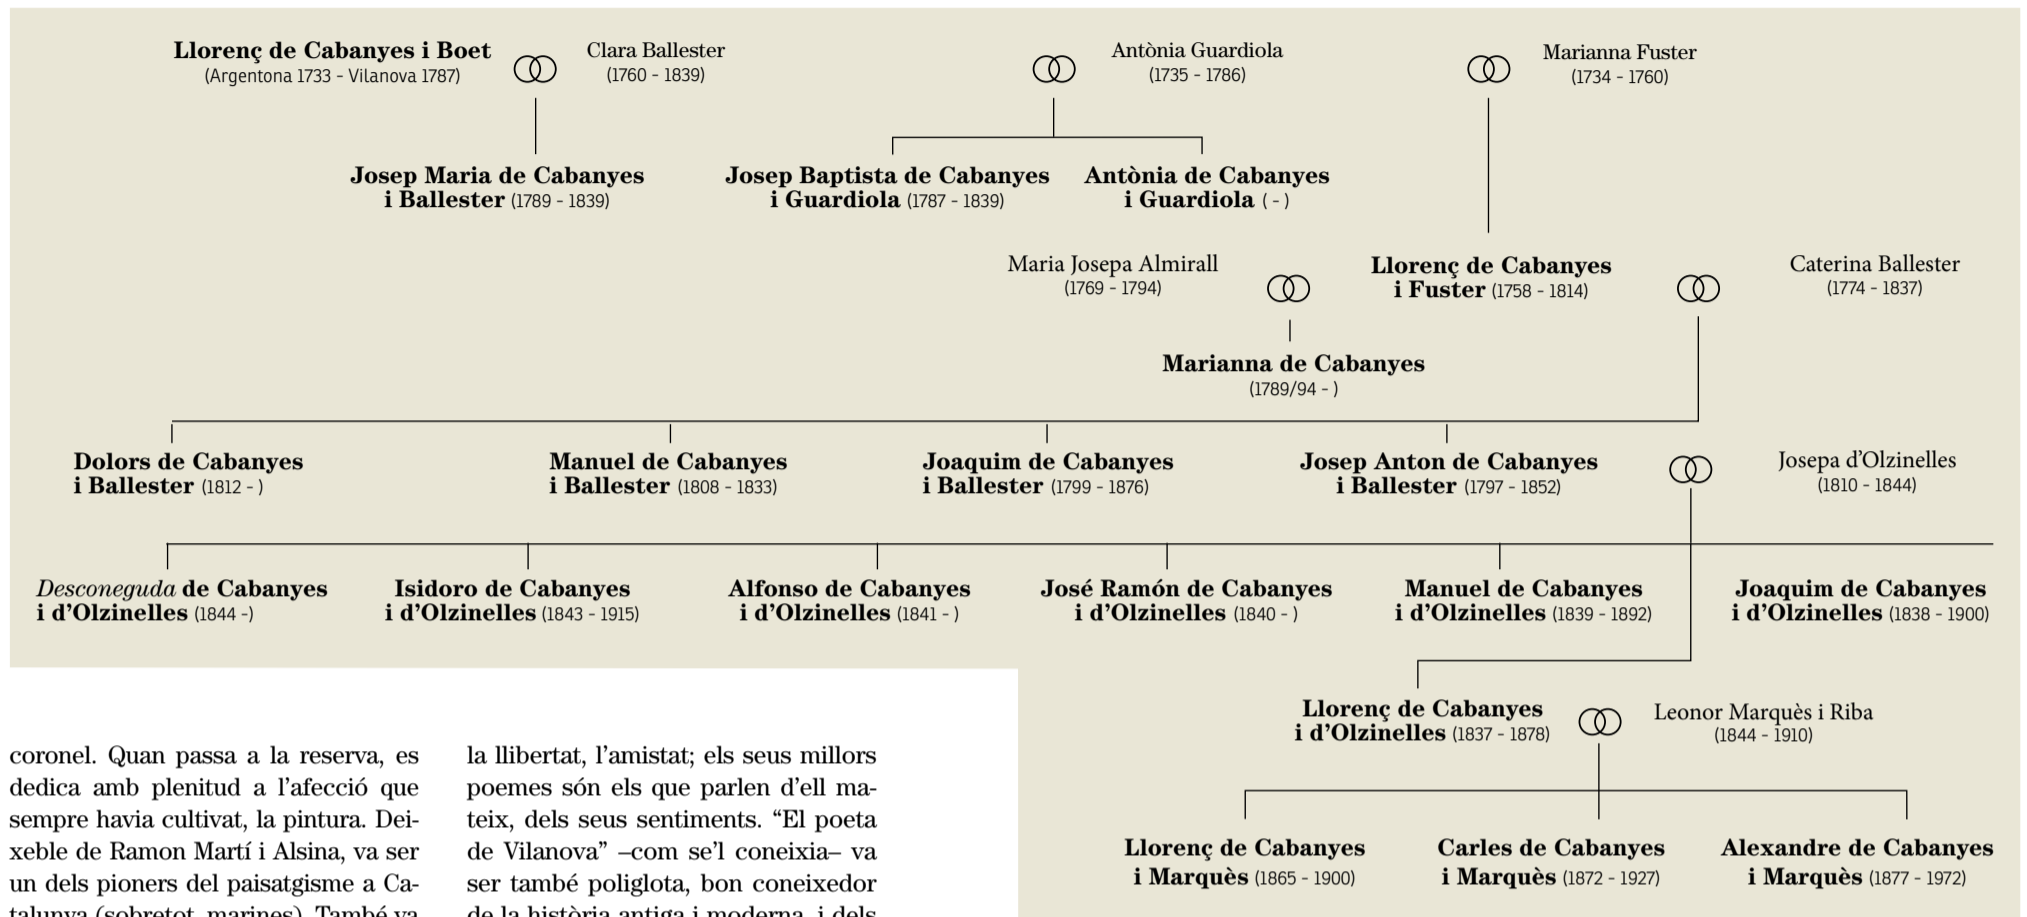 Llorenç de Cabanyes i Boet
(Argentona 1733 - Vilanova 1787)
Clara Ballester
(1760 - 1839)
Antònia Guardiola
(1735 - 1786)
Marianna Fuster
(1734 - 1760)
Josep Maria de Cabanyes
i Ballester (1789 - 1839)
Josep Baptista de Cabanyes
i Guardiola (1787 - 1839)
Antònia de Cabanyes
i Guardiola ( - )
Maria Josepa Almirall
(1769 - 1794)
Llorenç de Cabanyes
i Fuster (1758 - 1814)
Caterina Ballester
(1774 - 1837)
Marianna de Cabanyes
(1789/94 - )
Dolors de Cabanyes
i Ballester (1812 - )
Manuel de Cabanyes
i Ballester (1808 - 1833)
Joaquim de Cabanyes
i Ballester (1799 - 1876)
Josep Anton de Cabanyes
i Ballester (1797 - 1852)
Josepa d'Olzinelles
(1810 - 1844)
Desconeguda de Cabanyes
i d'Olzinelles (1844 -)
Isidoro de Cabanyes
i d'Olzinelles (1843 - 1915)
Alfonso de Cabanyes
i d'Olzinelles (1841 - )
José Ramón de Cabanyes
i d'Olzinelles (1840 - )
Manuel de Cabanyes
i d'Olzinelles (1839 - 1892)
Joaquim de Cabanyes
i d'Olzinelles (1838 - 1900)
Llorenç de Cabanyes
i d'Olzinelles (1837 - 1878)
Leonor Marquès i Riba
(1844 - 1910)
Llorenç de Cabanyes
i Marquès (1865 - 1900)
Carles de Cabanyes
i Marquès (1872 - 1927)
Alexandre de Cabanyes
i Marquès (1877 - 1972)
coronel. Quan passa a la reserva, es
dedica amb plenitud a l'afecció que
sempre havia cultivat, la pintura. Dei-
xeble de Ramon Martí i Alsina, va ser
un dels pioners del paisatgisme a Ca-
talunya (sobretot, marines). També va
la llibertat, l'amistat; els seus millors
poemes són els que parlen d'ell ma-
teix, dels seus sentiments. “El poeta
de Vilanova” –com se'l coneixia– va
ser també poliglota, bon coneixedor
de la història antiga i moderna, i dels